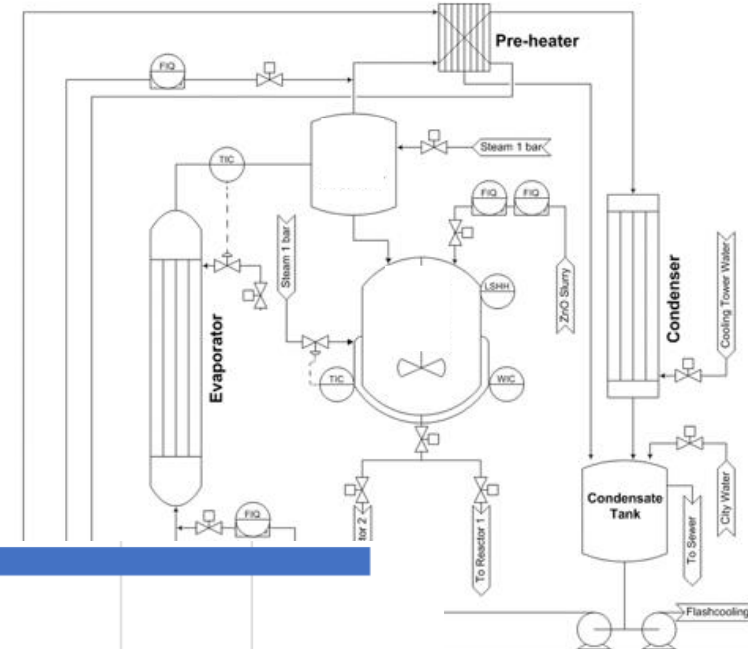 Pre-heater
FIQ
Steam 1 bar
TIC
FIQ
FIQ
Steam 1 bar
ZnO Slurry
LSHH
Evaporator
Condenser
Cooling Tower Water
TIC
WIC
Condensate
Tank
City Water
To Sewer
FIQ
tor 2
To Reactor 1
Flashcooling